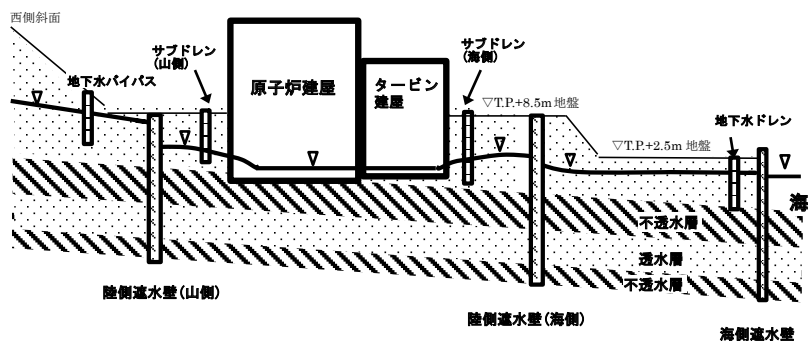 西側斜面
地下水バイパス
サブドレン
(山側)
原子炉建屋
タービン
建屋
サブドレン
(海側)
▽T.P.+8.5m 地盤
▽T.P.+2.5m 地盤
地下水ドレン
海
不透水層
透水層
不透水層
陸側遮水壁(山側)
陸側遮水壁(海側)
海側遮水壁